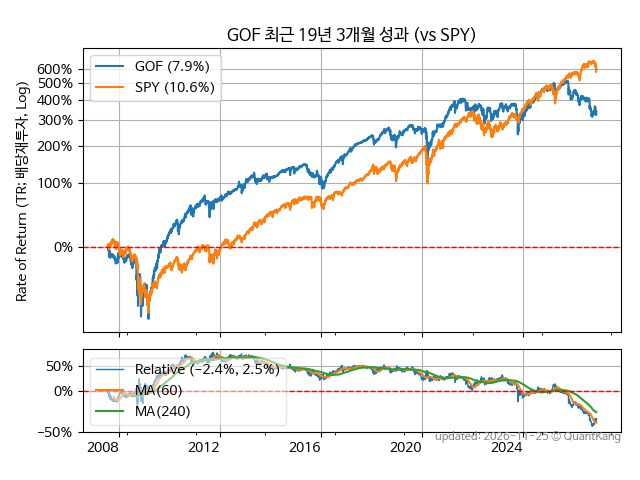 GOF 최근 19년 3개월 성과 (vs SPY)
Rate of Return (TR: 배당재투자, Log)
600%
500%
400%
300%
200%
100%
0%
GOF (7.9%)
SPY (10.6%)
50%
0%
−50%
Relative (−2.4%, 2.5%)
MA(60)
MA(240)
2008 2012 2016 2020 2024
updated: 2026-11-25 © QuantKang